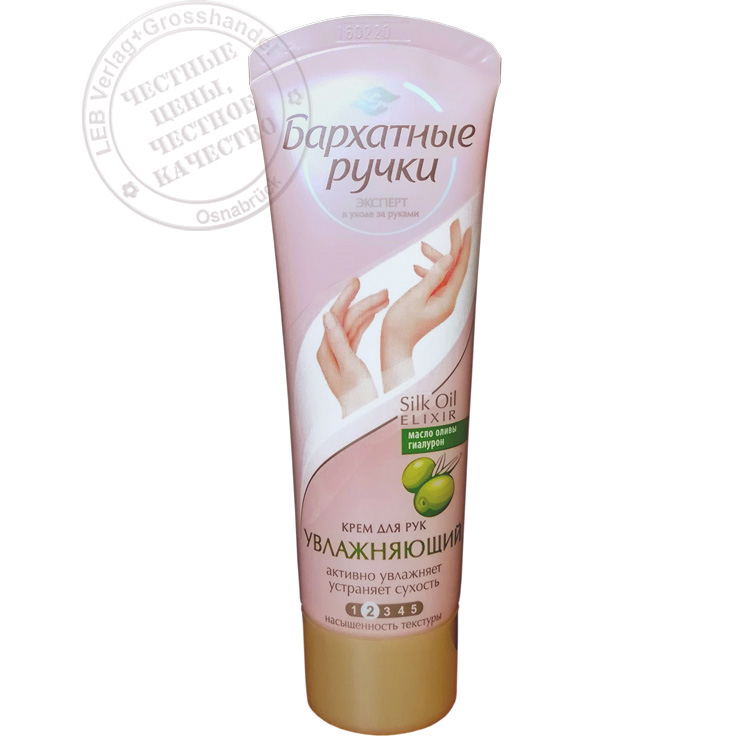 LEB Verlag+Grosshandel
ЧЕСТНЫЕ
ЦЕНЫ,
ЧЕСТНОЕ
КАЧЕСТВО
Osnabrück
Бархатные
ручки
ЭКСПЕРТ
в уходе за руками
Silk Oil
ELIXIR
масло оливы
гиалурон
КРЕМ ДЛЯ РУК
УВЛАЖНЯЮЩИЙ
активно увлажняет
устраняет сухость
1 2 3 4 5
насыщенность текстуры